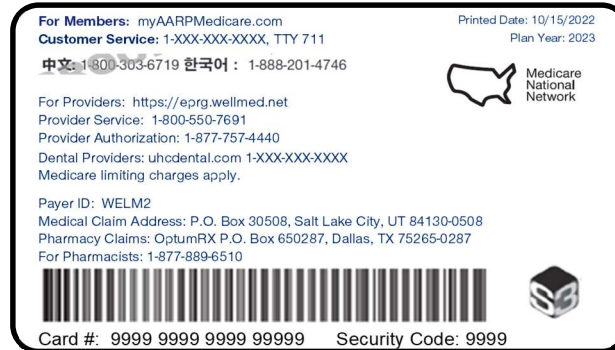 For Members: myAARPMedicare.com
Customer Service: 1-XXX-XXX-XXXX, TTY 711
Printed Date: 10/15/2022
Plan Year: 2023
中文: 1-800-303-6719 한국어 : 1-888-201-4746
Medicare
National
Network
For Providers: https://eprg.wellmed.net
Provider Service: 1-800-550-7691
Provider Authorization: 1-877-757-4440
Dental Providers: uhcdental.com 1-XXX-XXX-XXXX
Medicare limiting charges apply.
Payer ID: WELM2
Medical Claim Address: P.O. Box 30508, Salt Lake City, UT 84130-0508
Pharmacy Claims: OptumRX P.O. Box 650287, Dallas, TX 75265-0287
For Pharmacists: 1-877-889-6510
S3
Card #: 9999 9999 9999 99999 Security Code: 9999